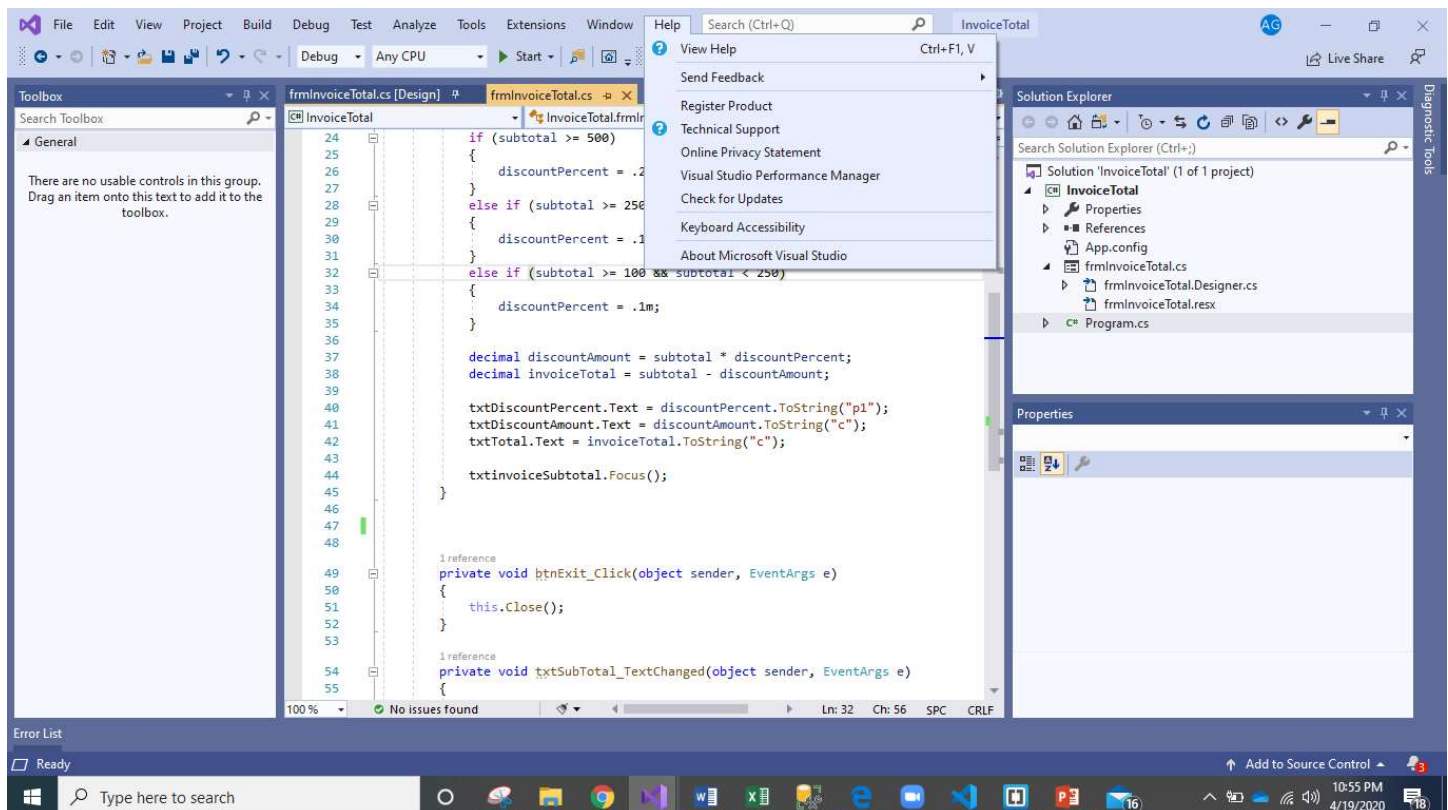 File Edit View Project Build Debug Test Analyze Tools Extensions Window Help Search (Ctrl+Q) InvoiceTotal AG
Debug Any CPU Start Live Share
View Help Ctrl+F1, V
Send Feedback
Register Product
Technical Support
Online Privacy Statement
Visual Studio Performance Manager
Check for Updates
Keyboard Accessibility
About Microsoft Visual Studio
Toolbox
Search Toolbox
General
There are no usable controls in this group.
Drag an item onto this text to add it to the
toolbox.
frmInvoiceTotal.cs [Design] frmInvoiceTotal.cs
InvoiceTotal InvoiceTotal.frmIn
24 if (subtotal >= 500)
25 {
26 discountPercent = .2
27 }
28 else if (subtotal >= 250
29 {
30 discountPercent = .1
31 }
32 else if (subtotal >= 100 && subtotal < 250)
33 {
34 discountPercent = .1m;
35 }
36
37 decimal discountAmount = subtotal * discountPercent;
38 decimal invoiceTotal = subtotal - discountAmount;
39
40 txtDiscountPercent.Text = discountPercent.ToString("p1");
41 txtDiscountAmount.Text = discountAmount.ToString("c");
42 txtTotal.Text = invoiceTotal.ToString("c");
43
44 txtinvoiceSubtotal.Focus();
45 }
46
47
48
1 reference
49 private void btnExit_Click(object sender, EventArgs e)
50 {
51 this.Close();
52 }
53
1 reference
54 private void txtSubTotal_TextChanged(object sender, EventArgs e)
55 {
100 % No issues found Ln: 32 Ch: 56 SPC CRLF
Solution Explorer
Search Solution Explorer (Ctrl+;)
Solution 'InvoiceTotal' (1 of 1 project)
C# InvoiceTotal
Properties
References
App.config
frmInvoiceTotal.cs
frmInvoiceTotal.Designer.cs
frmInvoiceTotal.resx
C# Program.cs
Properties
Diagnostic Tools
Error List
Ready Add to Source Control 3
Type here to search 16 10:55 PM
4/19/2020 18